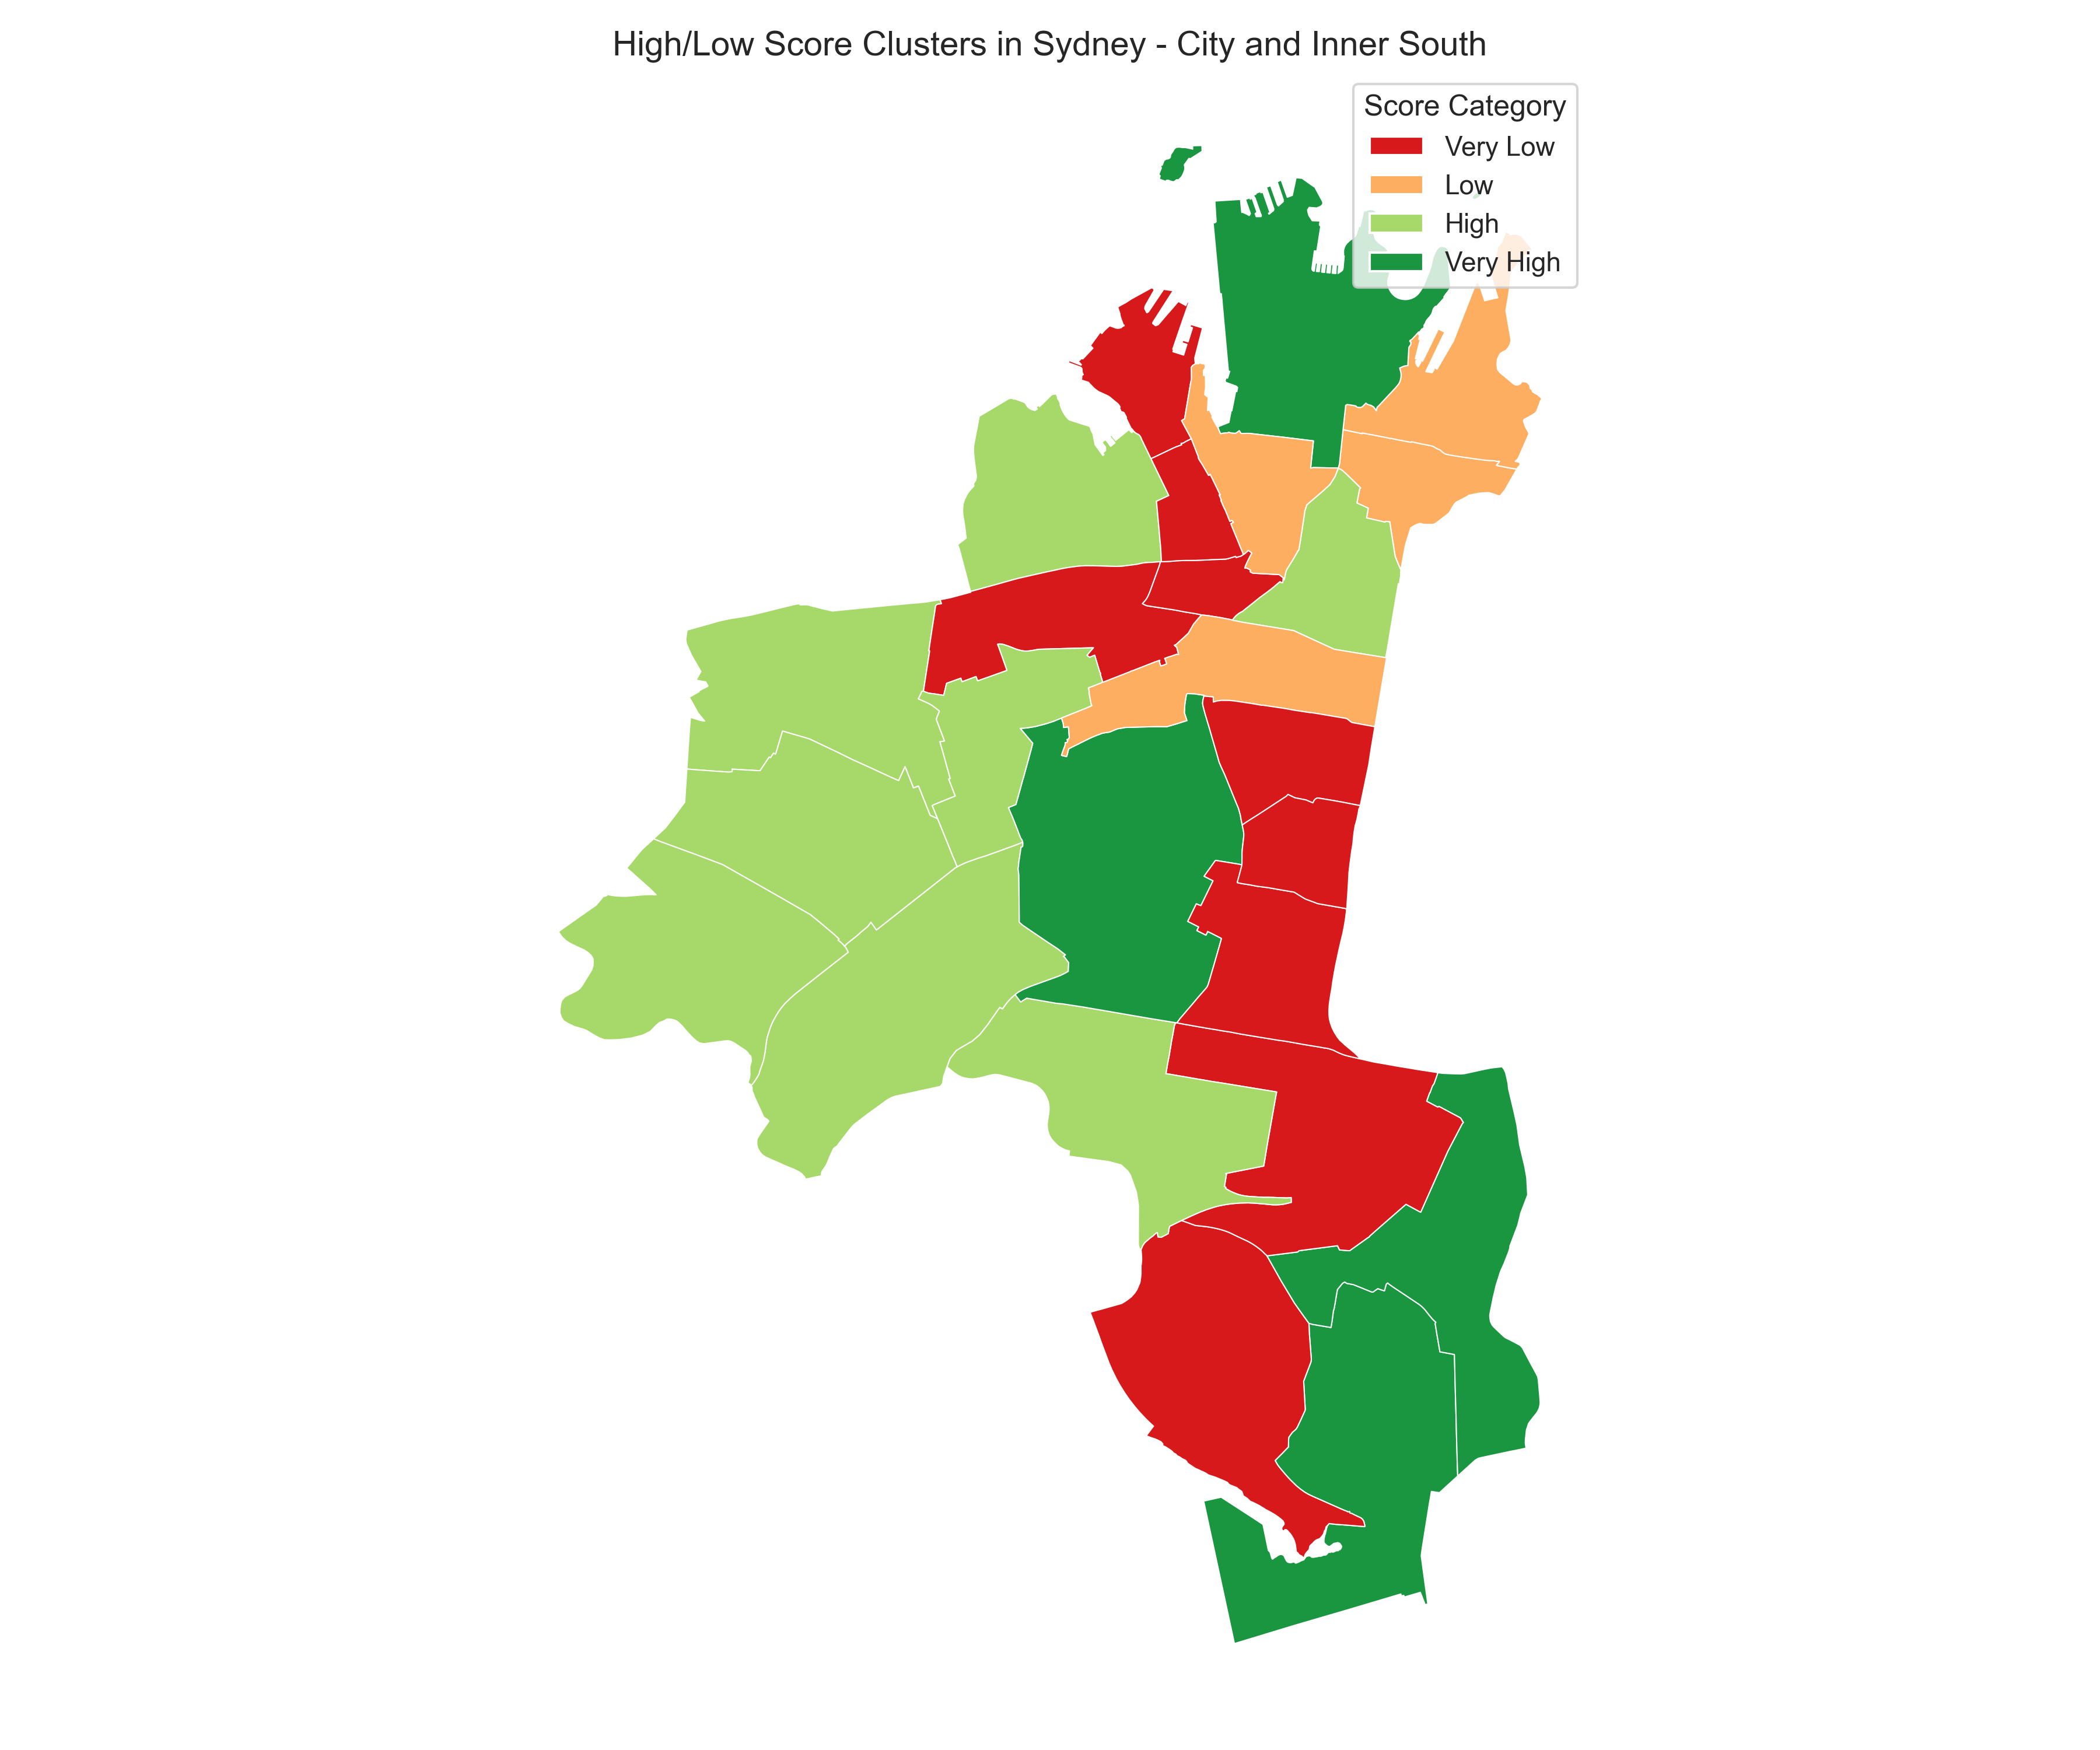 High/Low Score Clusters in Sydney - City and Inner South
Score Category
Very Low
Low
High
Very High